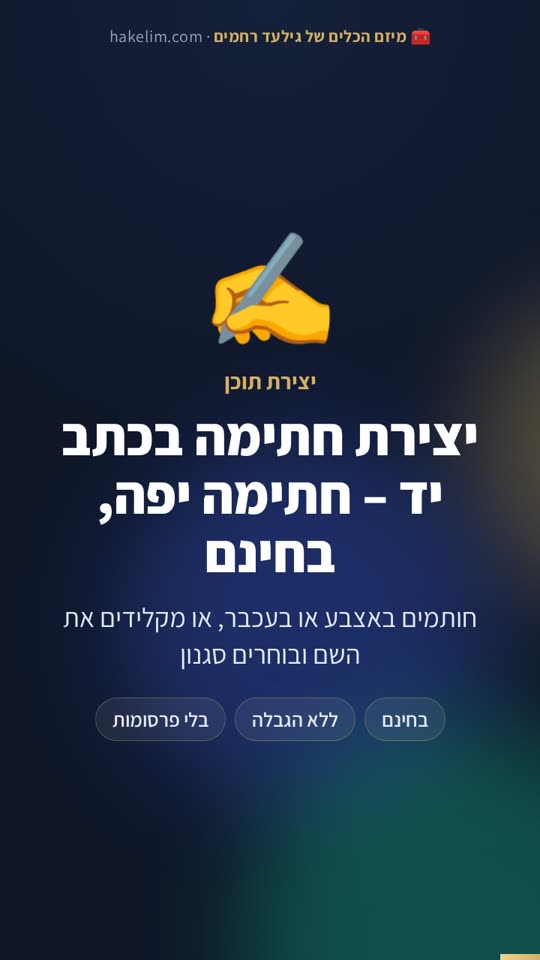 🧰 מיזם הכלים של גילעד רחמים · hakelim.com
יצירת תוכן
יצירת חתימה בכתב
יד – חתימה יפה,
בחינם
חותמים באצבע או בעכבר, או מקלידים את
השם ובוחרים סגנון
בחינם
ללא הגבלה
בלי פרסומות